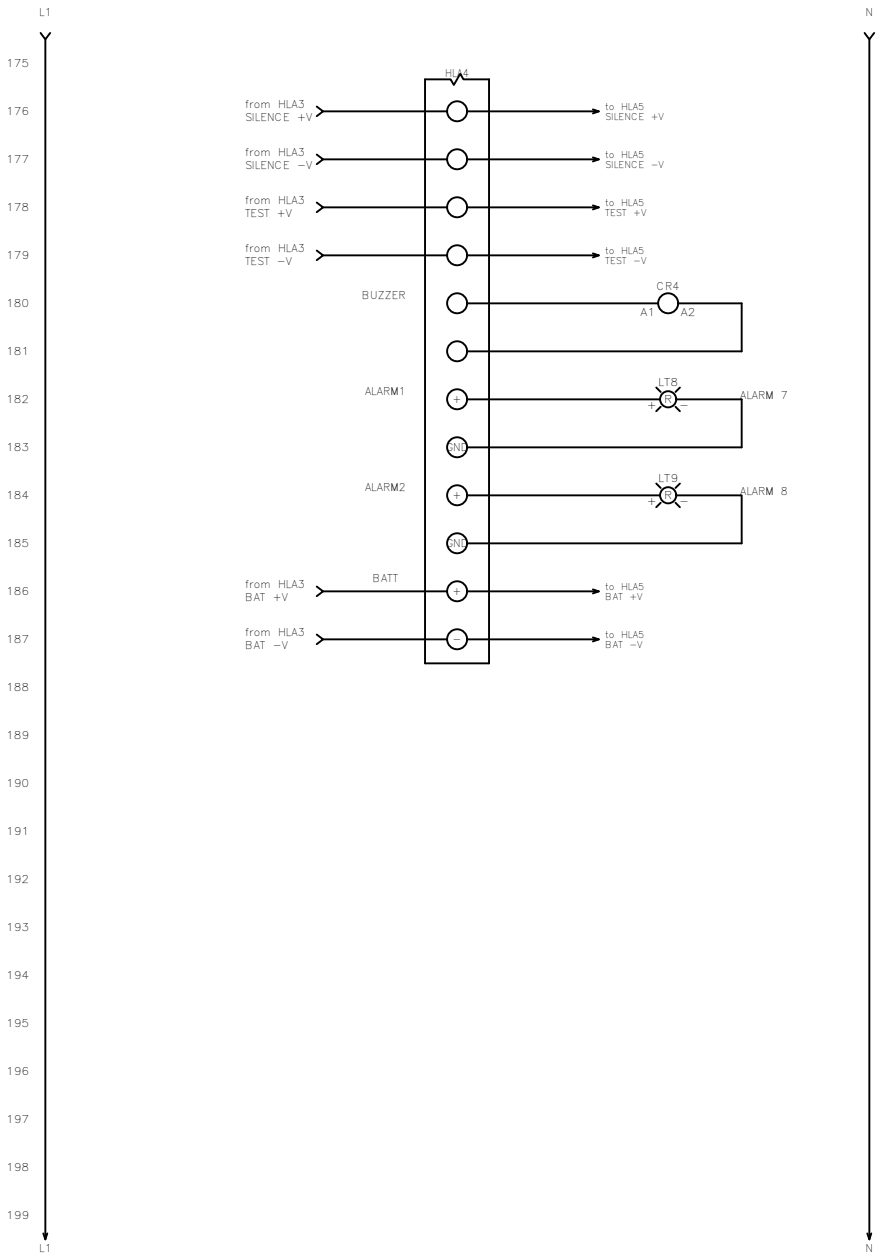 L1 N
175
HLA4
176 from HLA3 to HLA5
SILENCE +V SILENCE +V
177 from HLA3 to HLA5
SILENCE −V SILENCE −V
178 from HLA3 to HLA5
TEST +V TEST +V
179 from HLA3 to HLA5
TEST −V TEST −V
CR4
180 BUZZER
A1 A2
181
LT8
182 ALARM1 + R ALARM 7
+ −
183 GND
LT9
184 ALARM2 + R ALARM 8
+ −
185 GND
BATT
186 from HLA3 + to HLA5
BAT +V BAT +V
187 from HLA3 − to HLA5
BAT −V BAT −V
188
189
190
191
192
193
194
195
196
197
198
199
L1 N